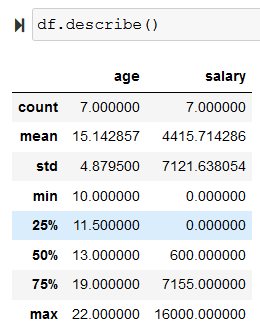 df.describe()
age salary
count 7.000000 7.000000
mean 15.142857 4415.714286
std 4.879500 7121.638054
min 10.000000 0.000000
25% 11.500000 0.000000
50% 13.000000 600.000000
75% 19.000000 7155.000000
max 22.000000 16000.000000